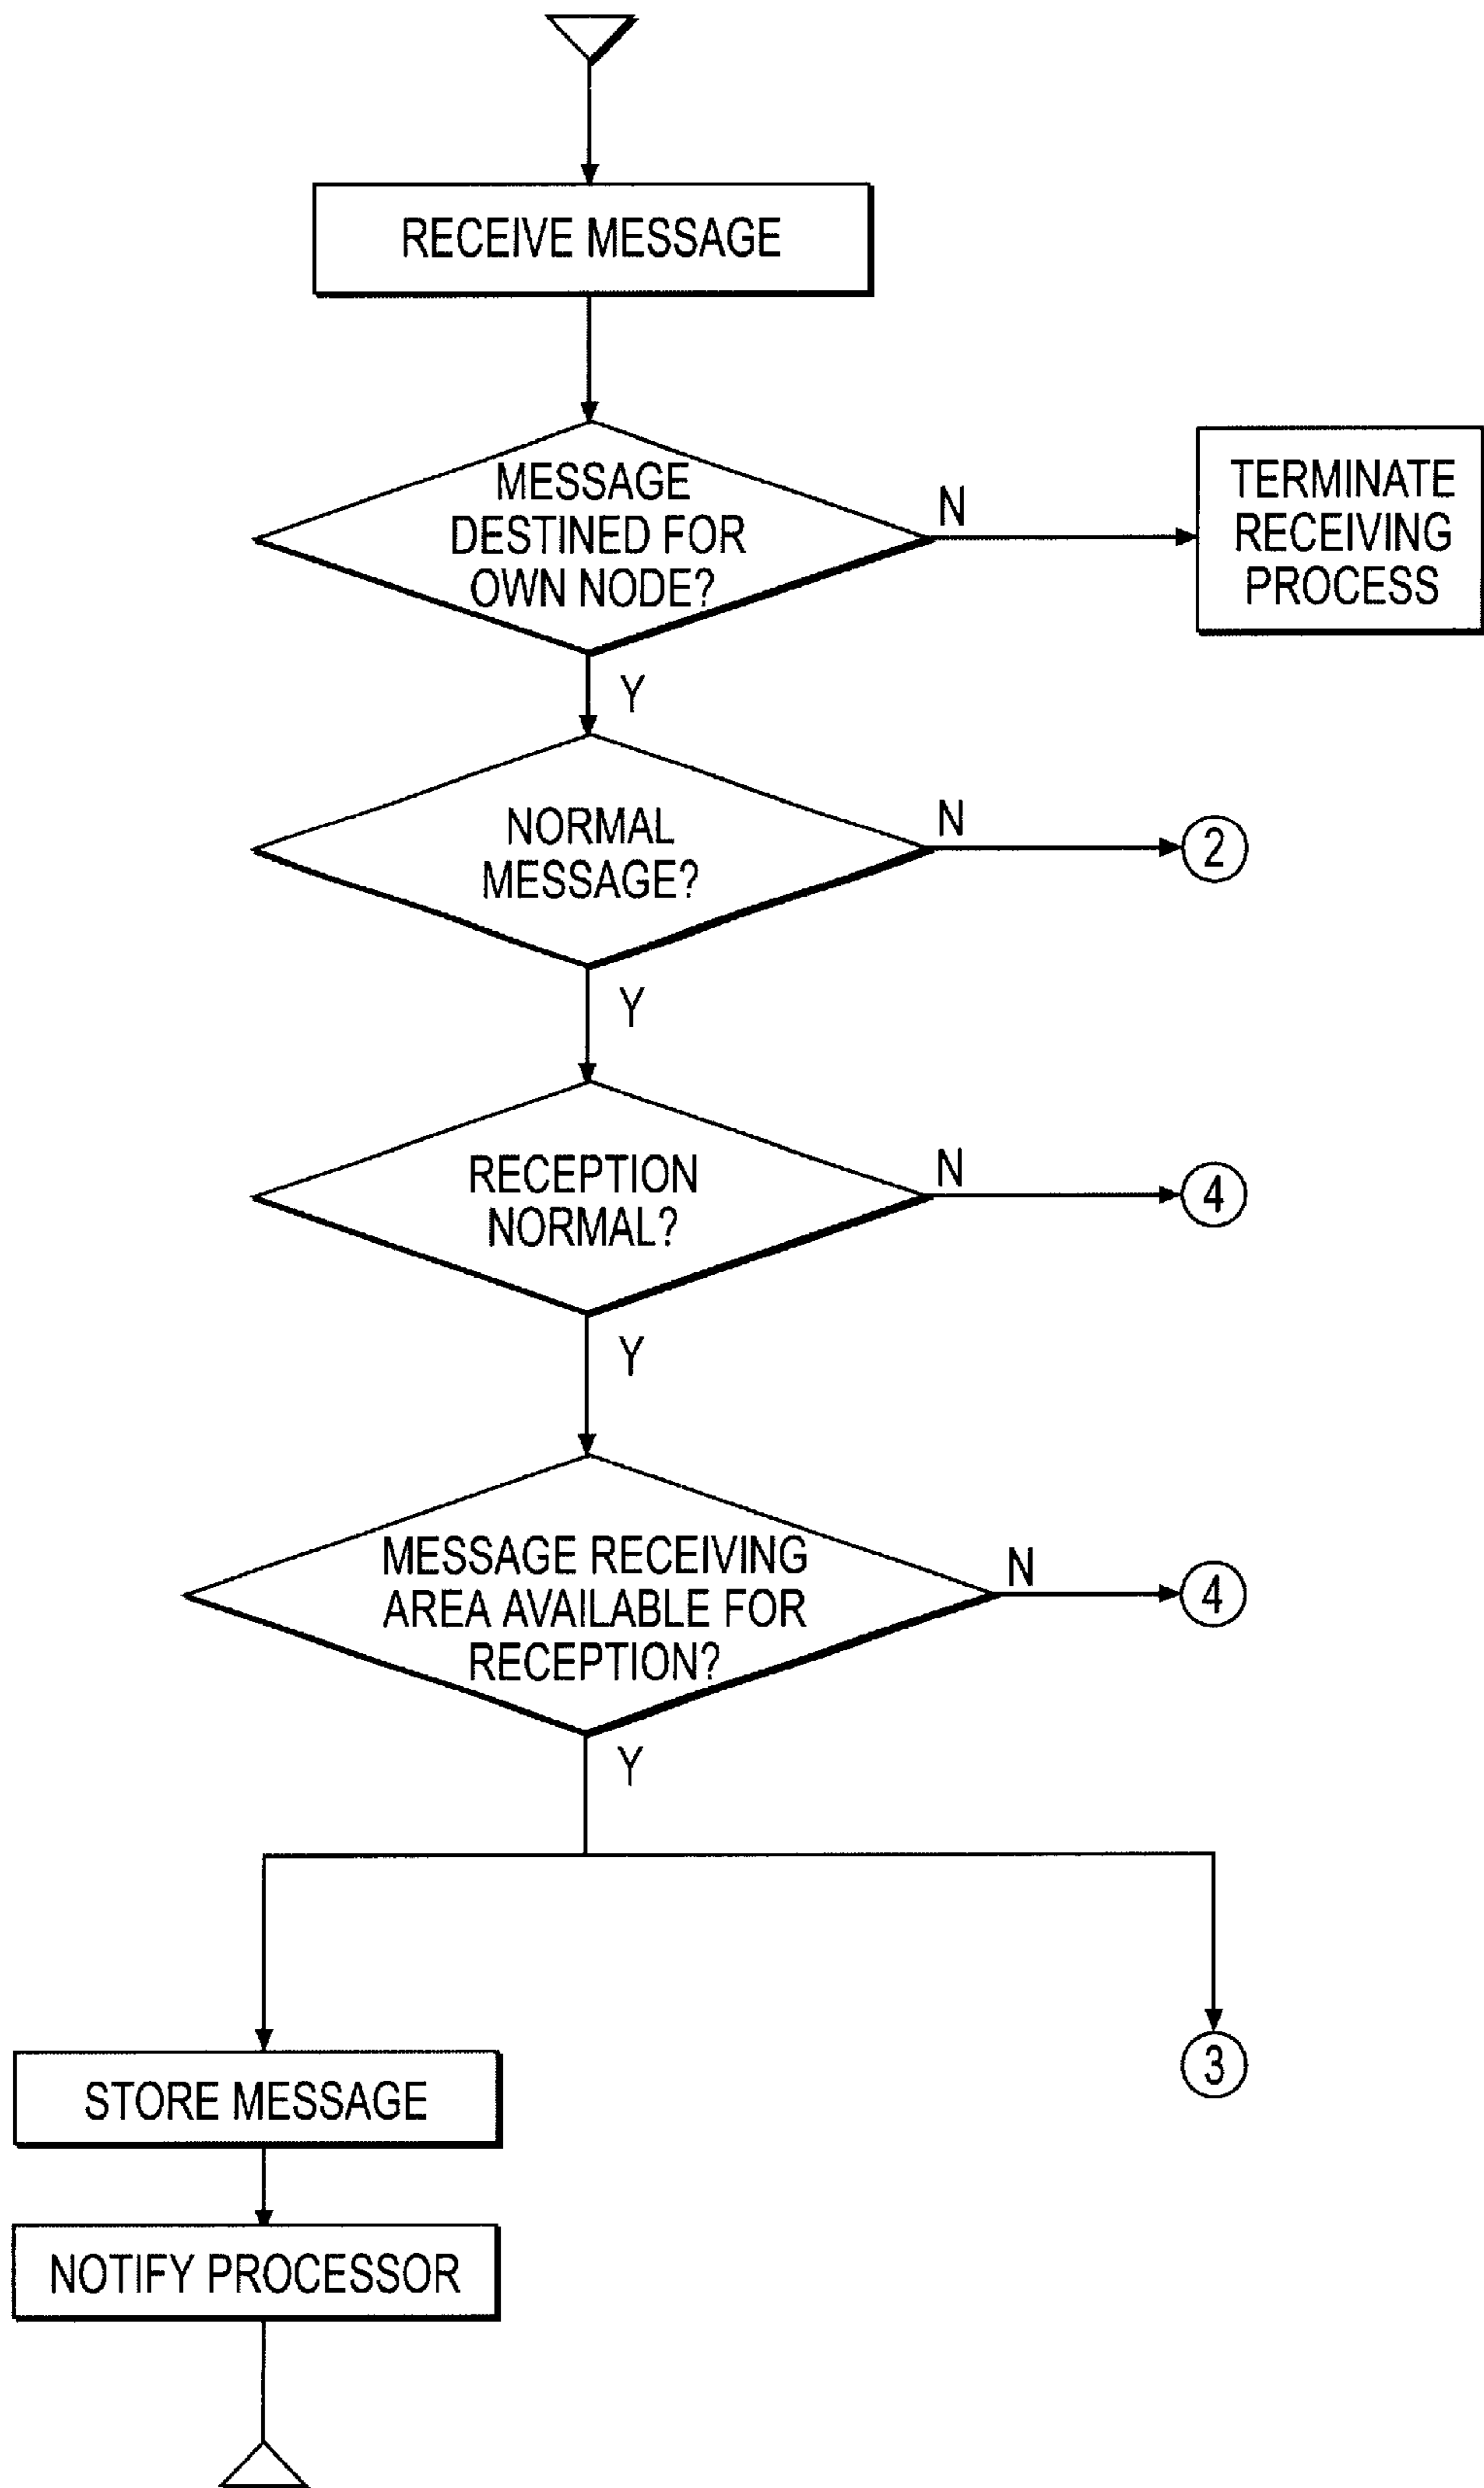 RECEIVE MESSAGE
MESSAGE
DESTINED FOR
OWN NODE?
N
TERMINATE
RECEIVING
PROCESS
Y
NORMAL
MESSAGE?
N
2
Y
RECEPTION
NORMAL?
N
4
Y
MESSAGE RECEIVING
AREA AVAILABLE FOR
RECEPTION?
N
4
Y
3
STORE MESSAGE
NOTIFY PROCESSOR